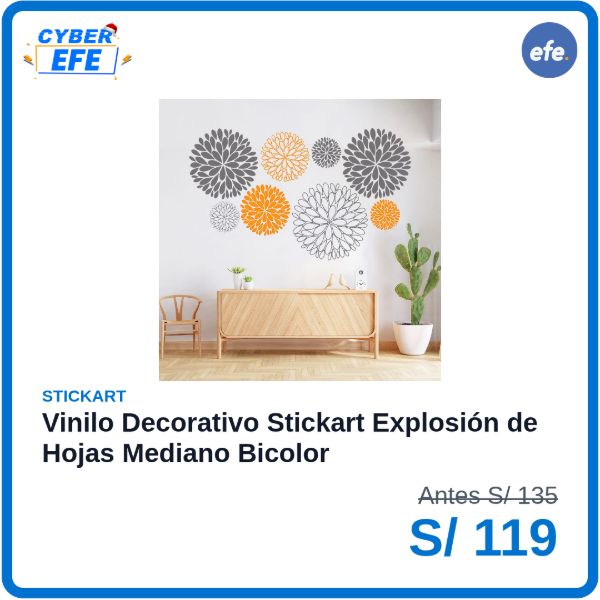 CYBER
EFE
efe.
STICKART
Vinilo Decorativo Stickart Explosión de
Hojas Mediano Bicolor
Antes S/ 135
S/ 119